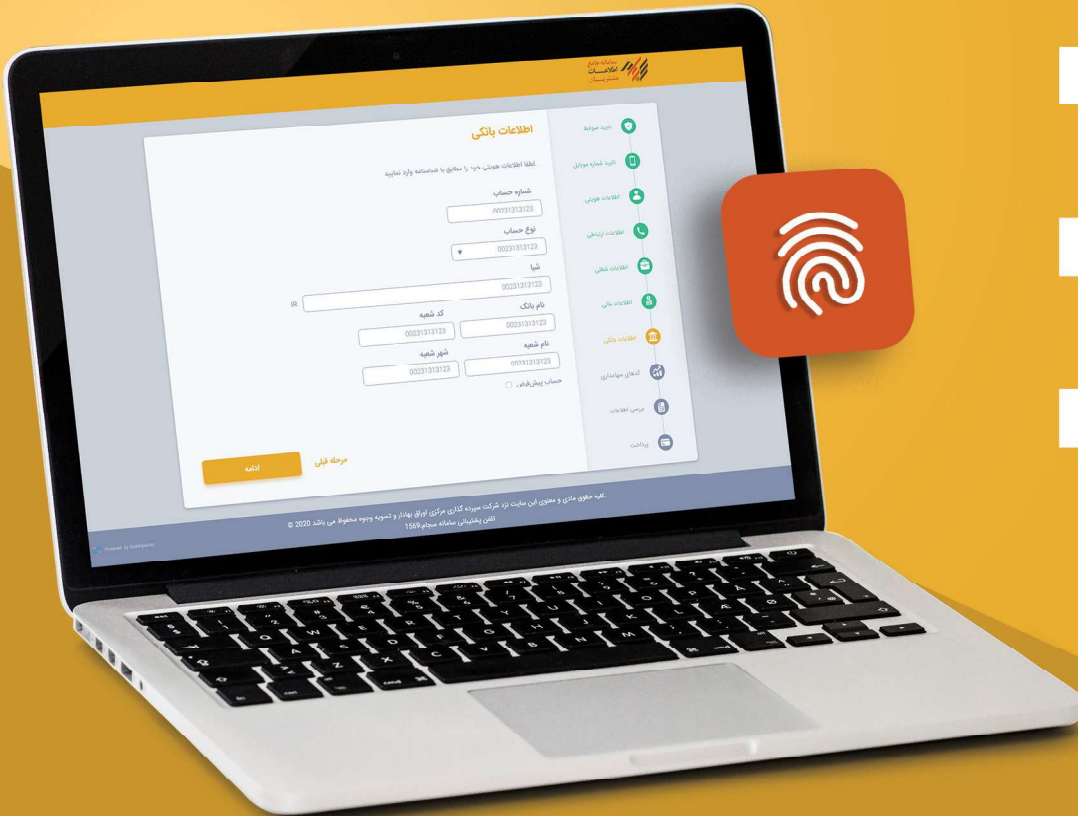 سامانه جامع
اطلاعــات
مشتریــان
تایید ضوابط
تایید شماره موبایل
اطلاعات هویتی
اطلاعات ارتباطی
اطلاعات شغلی
اطلاعات مالی
اطلاعات بانکی
کدهای سهامداری
بررسی اطلاعات
پرداخت
اطلاعات بانکی
لطفا اطلاعات هویتی خود را مطابق با شناسنامه وارد نمایید.
شماره حساب
00231313123
نوع حساب
00231313123
شبا
00231313123
IR
نام بانک کد شعبه
00231313123 00231313123
نام شعبه شهر شعبه
00231313123 00231313123
حساب پیش‌فرض
مرحله قبلی ادامه
کلیه حقوق مادی و معنوی این سایت نزد شرکت سپرده گذاری مرکزی اوراق بهادار و تسویه وجوه محفوظ می باشد 2020 ©
تلفن پشتیبانی سامانه سجام:1569
Powered by